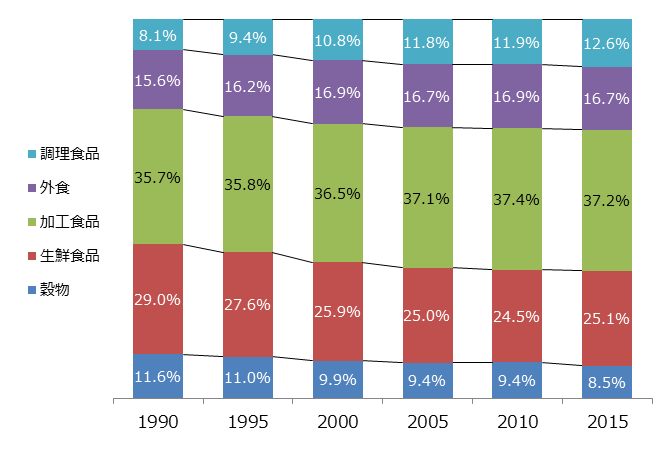 8.1% 9.4% 10.8% 11.8% 11.9% 12.6%
15.6% 16.2% 16.9% 16.7% 16.9% 16.7%
35.7% 35.8% 36.5% 37.1% 37.4% 37.2%
29.0% 27.6% 25.9% 25.0% 24.5% 25.1%
11.6% 11.0% 9.9% 9.4% 9.4% 8.5%
調理食品
外食
加工食品
生鮮食品
穀物
1990 1995 2000 2005 2010 2015